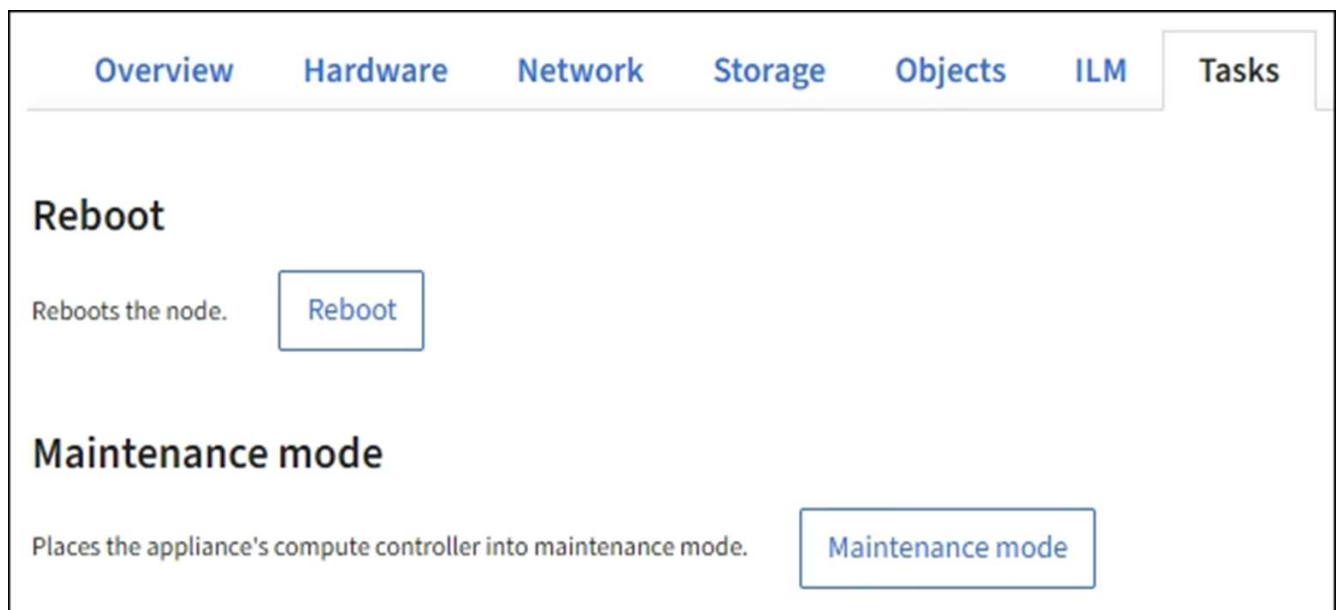 Overview Hardware Network Storage Objects ILM Tasks
Reboot
Reboots the node. Reboot
Maintenance mode
Places the appliance's compute controller into maintenance mode. Maintenance mode